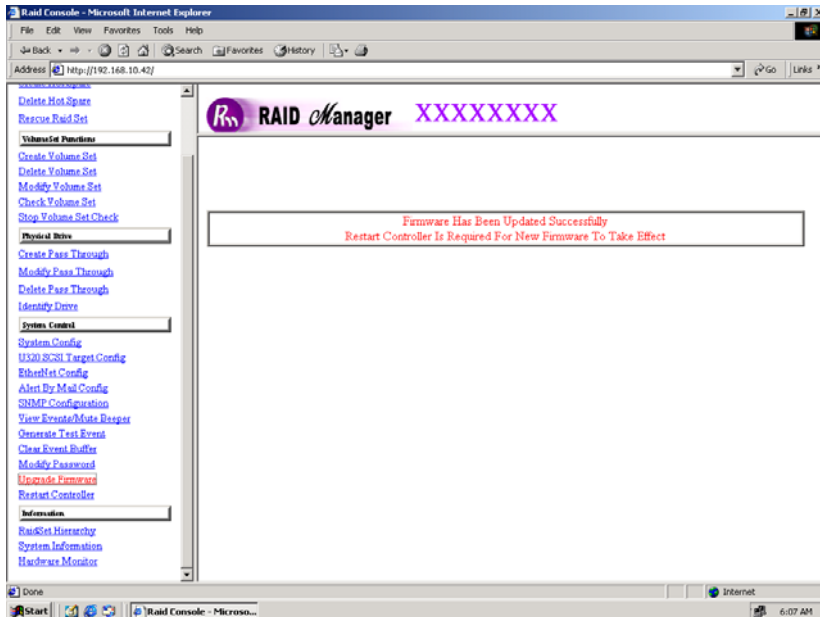 Raid Console - Microsoft Internet Explorer
File Edit View Favorites Tools Help
Back Search Favorites History
Address http://192.168.10.42/ Go Links
Delete Hot Spare
Rescue Raid Set
VolumeSet Functions
Create Volume Set
Delete Volume Set
Modify Volume Set
Check Volume Set
Stop Volume Set Check
Physical Drive
Create Pass Through
Modify Pass Through
Delete Pass Through
Identify Drive
System Control
System Config
U320 SCSI Target Config
EtherNet Config
Alert By Mail Config
SNMP Configuration
View Events/Mute Beeper
Generate Test Event
Clear Event Buffer
Modify Password
Upgrade Firmware
Restart Controller
Information
RaidSet Hierarchy
System Information
Hardware Monitor
Rm RAID Manager XXXXXXXX
Firmware Has Been Updated Successfully
Restart Controller Is Required For New Firmware To Take Effect
Done Internet
Start Raid Console - Microso... 6:07 AM